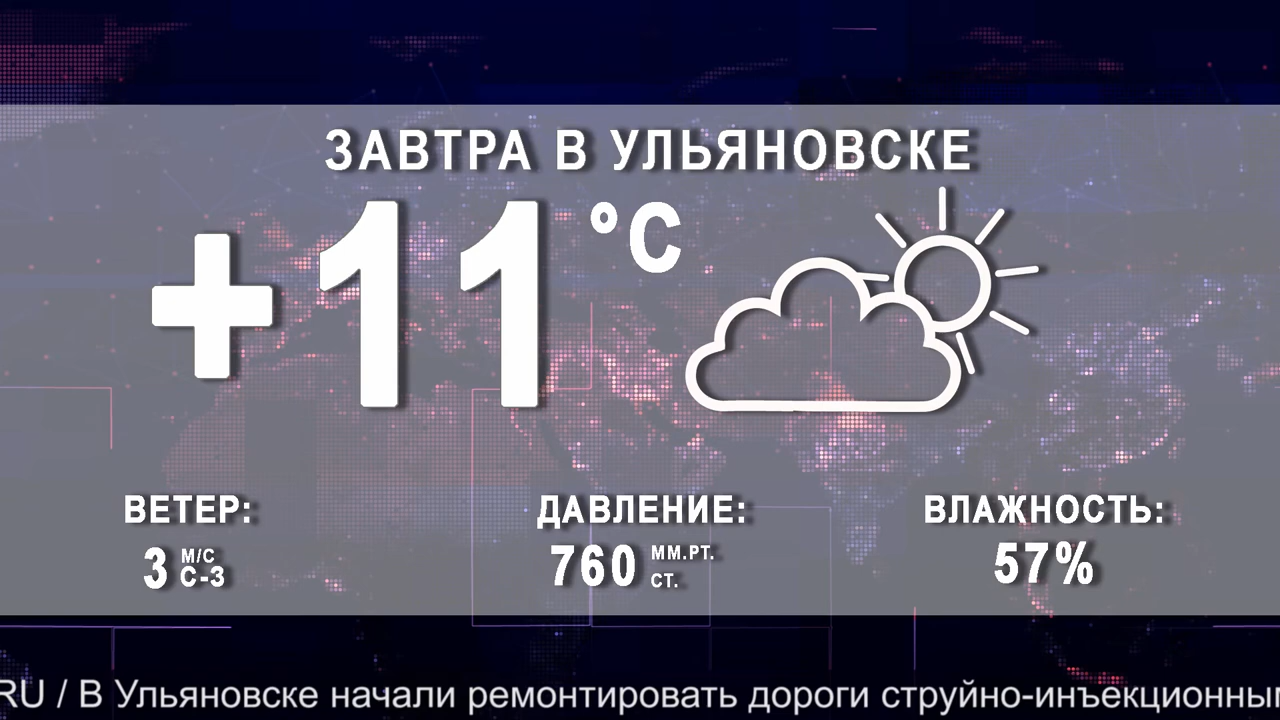 ЗАВТРА В УЛЬЯНОВСКЕ
+11 °C
ВЕТЕР:
3 М/С
С-З
ДАВЛЕНИЕ:
760 ММ.РТ.
СТ.
ВЛАЖНОСТЬ:
57%
RU / В Ульяновске начали ремонтировать дороги струйно-инъекционны